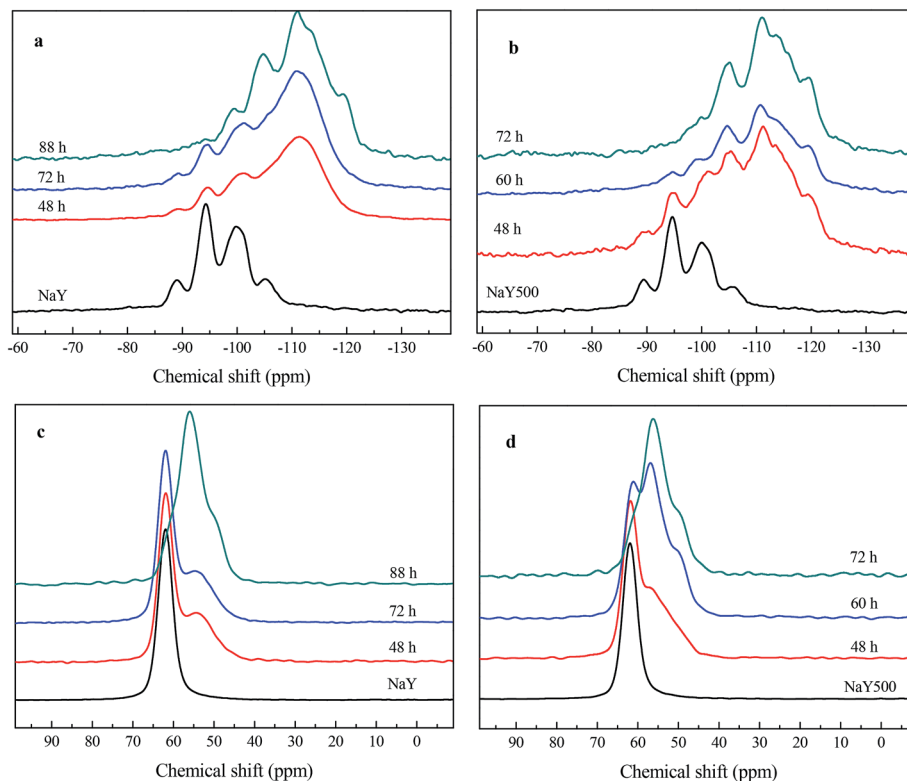 a
88 h
72 h
48 h
NaY
-60 -70 -80 -90 -100 -110 -120 -130
Chemical shift (ppm)
b
72 h
60 h
48 h
NaY500
-60 -70 -80 -90 -100 -110 -120 -130
Chemical shift (ppm)
c
88 h
72 h
48 h
NaY
90 80 70 60 50 40 30 20 10 0
Chemical shift (ppm)
d
72 h
60 h
48 h
NaY500
90 80 70 60 50 40 30 20 10 0
Chemical shift (ppm)